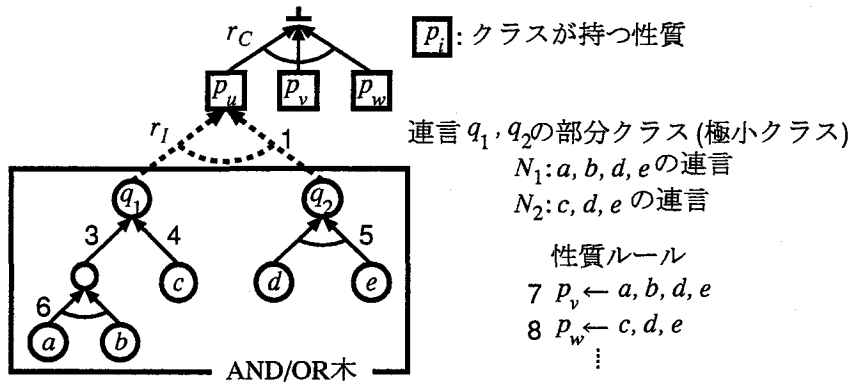 ⊥
r_C
p_i : クラスが持つ性質
p_u p_v p_w
r_I 1
連言 q_1 , q_2の部分クラス (極小クラス)
N_1: a, b, d, e の連言
N_2: c, d, e の連言
q_1 q_2
3 4 5
性質ルール
c d e
7 p_v ← a, b, d, e
6
8 p_w ← c, d, e
a b
AND/OR木